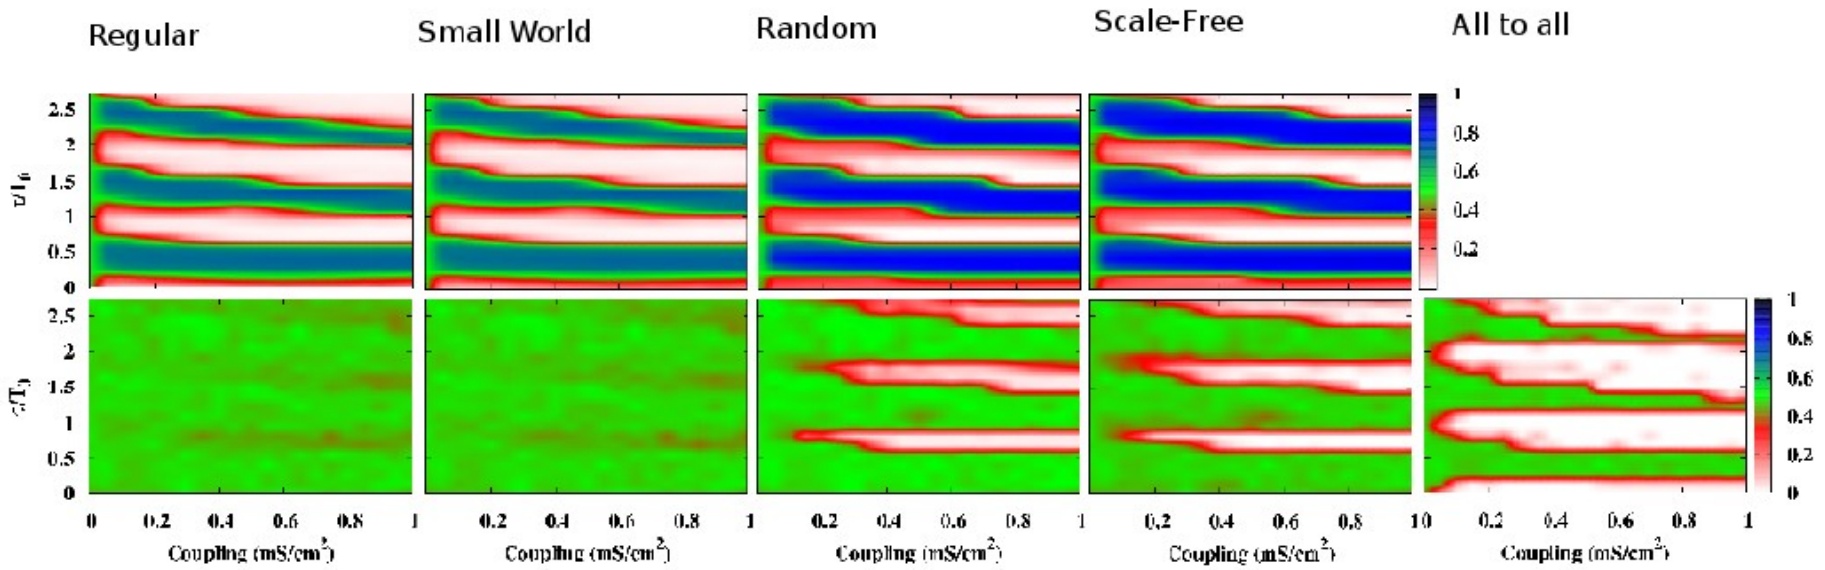 Regular Small World Random Scale-Free All to all
2.5 2 1.5 1 0.5 0
1 0.8 0.6 0.4 0.2
2.5 2 1.5 1 0.5 0
1 0.8 0.6 0.4 0.2 0
0 0.2 0.4 0.6 0.8 1 0.2 0.4 0.6 0.8 1 0.2 0.4 0.6 0.8 1 0.2 0.4 0.6 0.8 1 0 0.2 0.4 0.6 0.8 1
Coupling (mS/cm²) Coupling (mS/cm²) Coupling (mS/cm²) Coupling (mS/cm²) Coupling (mS/cm²)